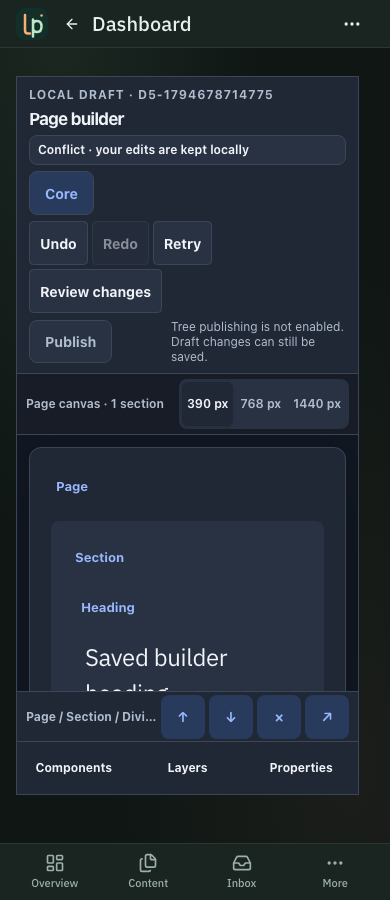 lp
Dashboard
LOCAL DRAFT · D5-1794678714775
Page builder
Conflict · your edits are kept locally
Core
Undo Redo Retry
Review changes
Publish
Tree publishing is not enabled.
Draft changes can still be
saved.
Page canvas · 1 section 390 px 768 px 1440 px
Page
Section
Heading
Saved builder
heading
Page / Section / Divi...
Components Layers Properties
Overview Content Inbox More